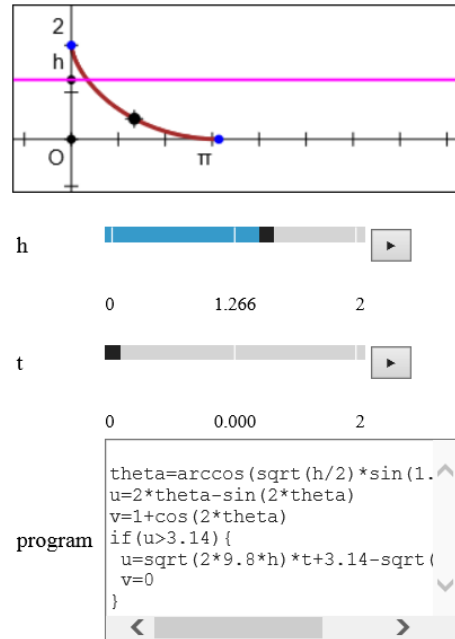 2
h
O
π
h
0 1.266 2
t
0 0.000 2
program
theta=arccos(sqrt(h/2)*sin(1.
u=2*theta-sin(2*theta)
v=1+cos(2*theta)
if(u>3.14){
u=sqrt(2*9.8*h)*t+3.14-sqrt(
v=0
}